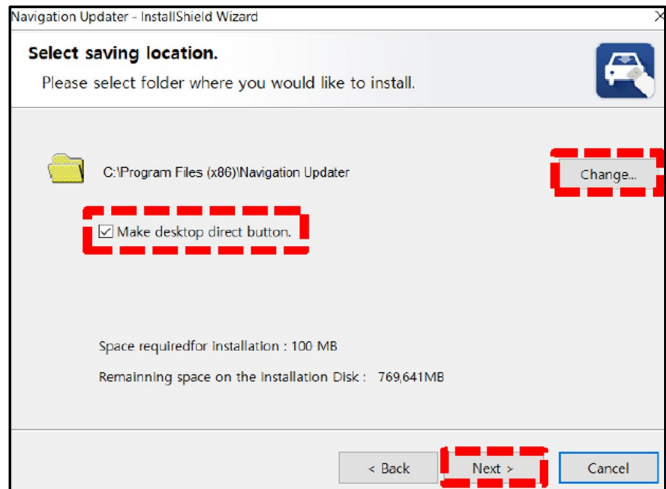 Navigation Updater - InstallShield Wizard
Select saving location.
Please select folder where you would like to install.
C:\Program Files (x86)\Navigation Updater
Change...
Make desktop direct button.
Space requiredfor installation : 100 MB
Remainning space on the Installation Disk : 769,641MB
< Back
Next >
Cancel